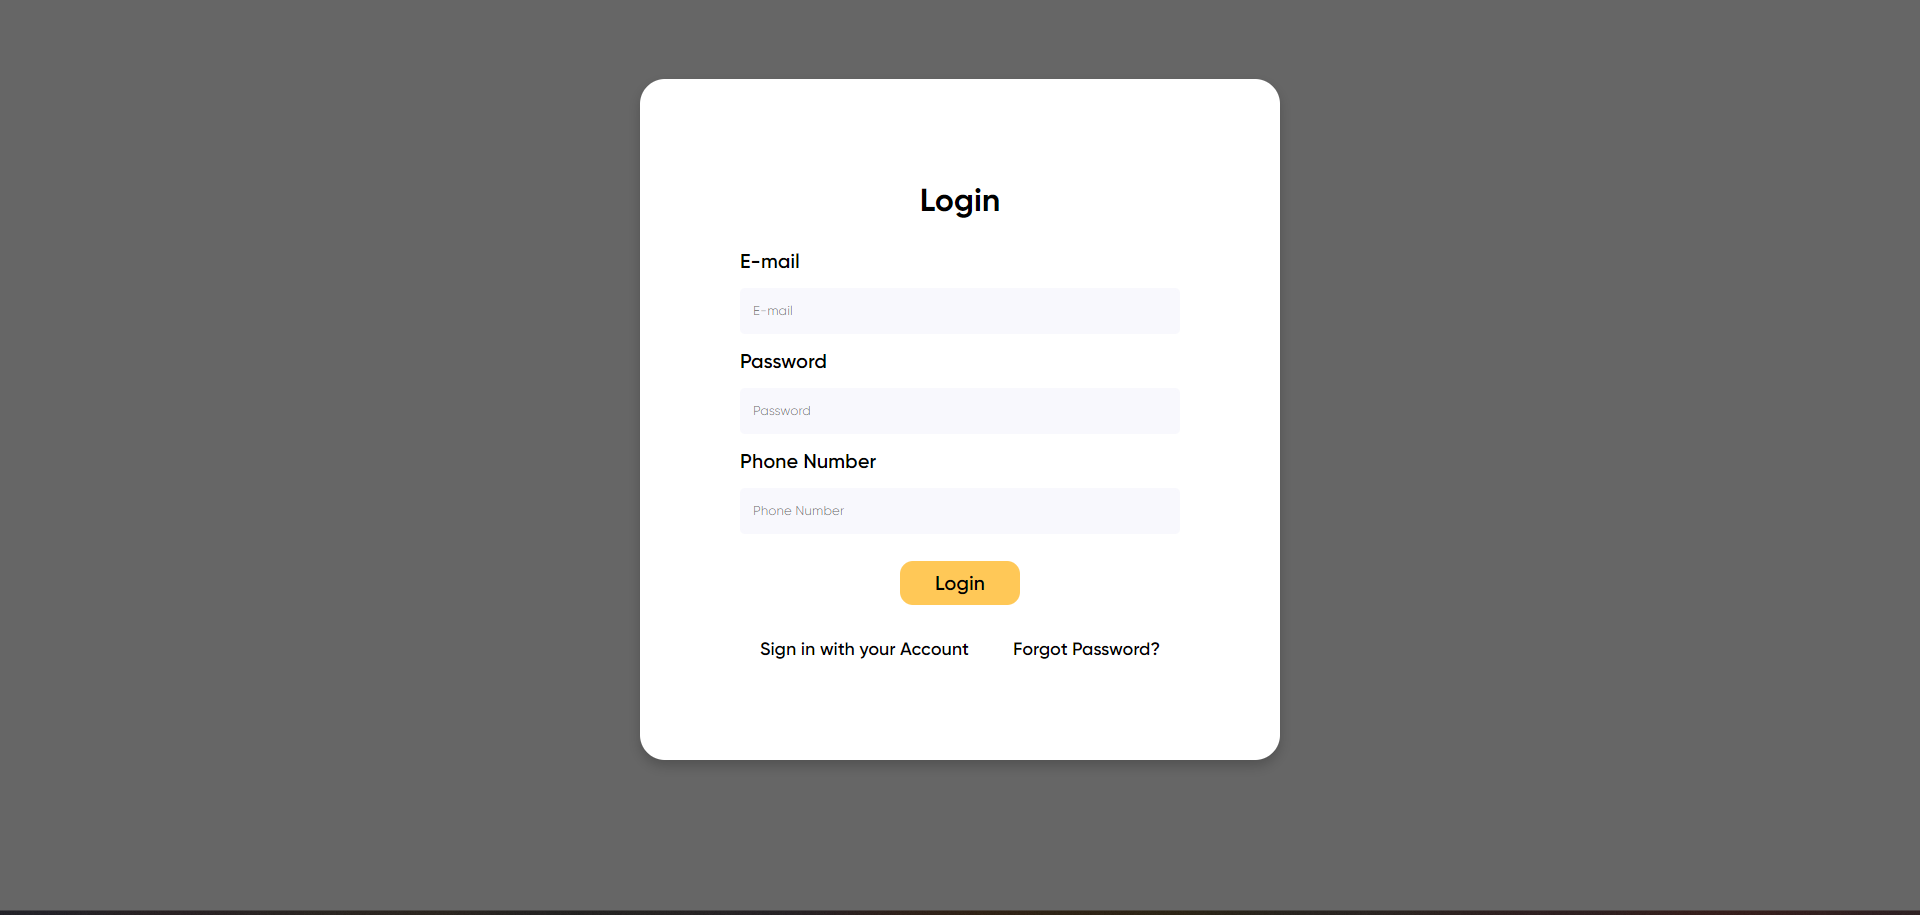 Login
E-mail
E-mail
Password
Password
Phone Number
Phone Number
Login
Sign in with your Account Forgot Password?